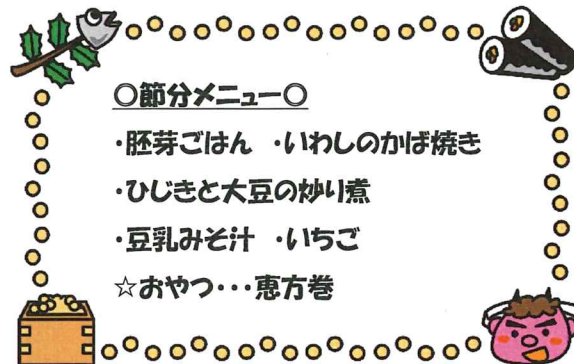 ○節分メニュー○
・胚芽ごはん ・いわしのかば焼き
・ひじきと大豆の炒り煮
・豆乳みそ汁 ・いちご
☆おやつ・・・恵方巻